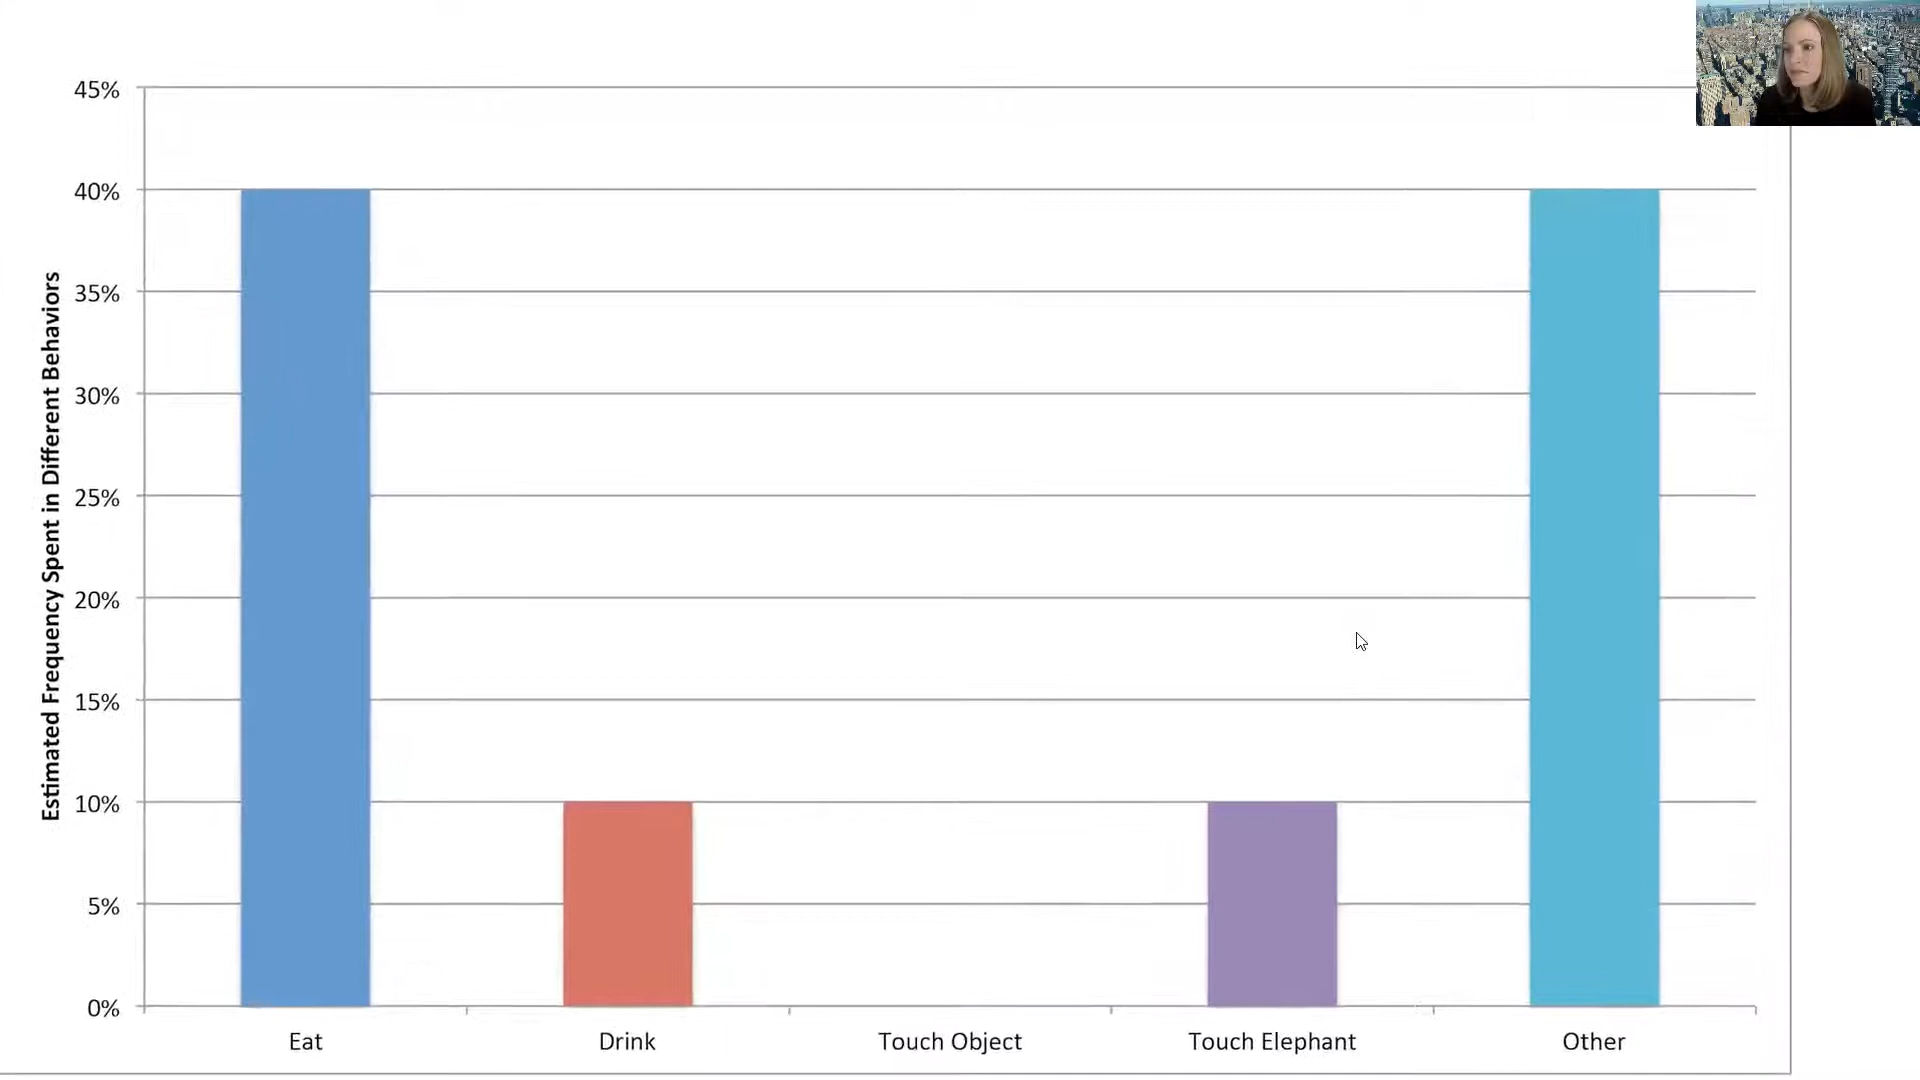 Estimated Frequency Spent in Different Behaviors
45%
40%
35%
30%
25%
20%
15%
10%
5%
0%
Eat
Drink
Touch Object
Touch Elephant
Other